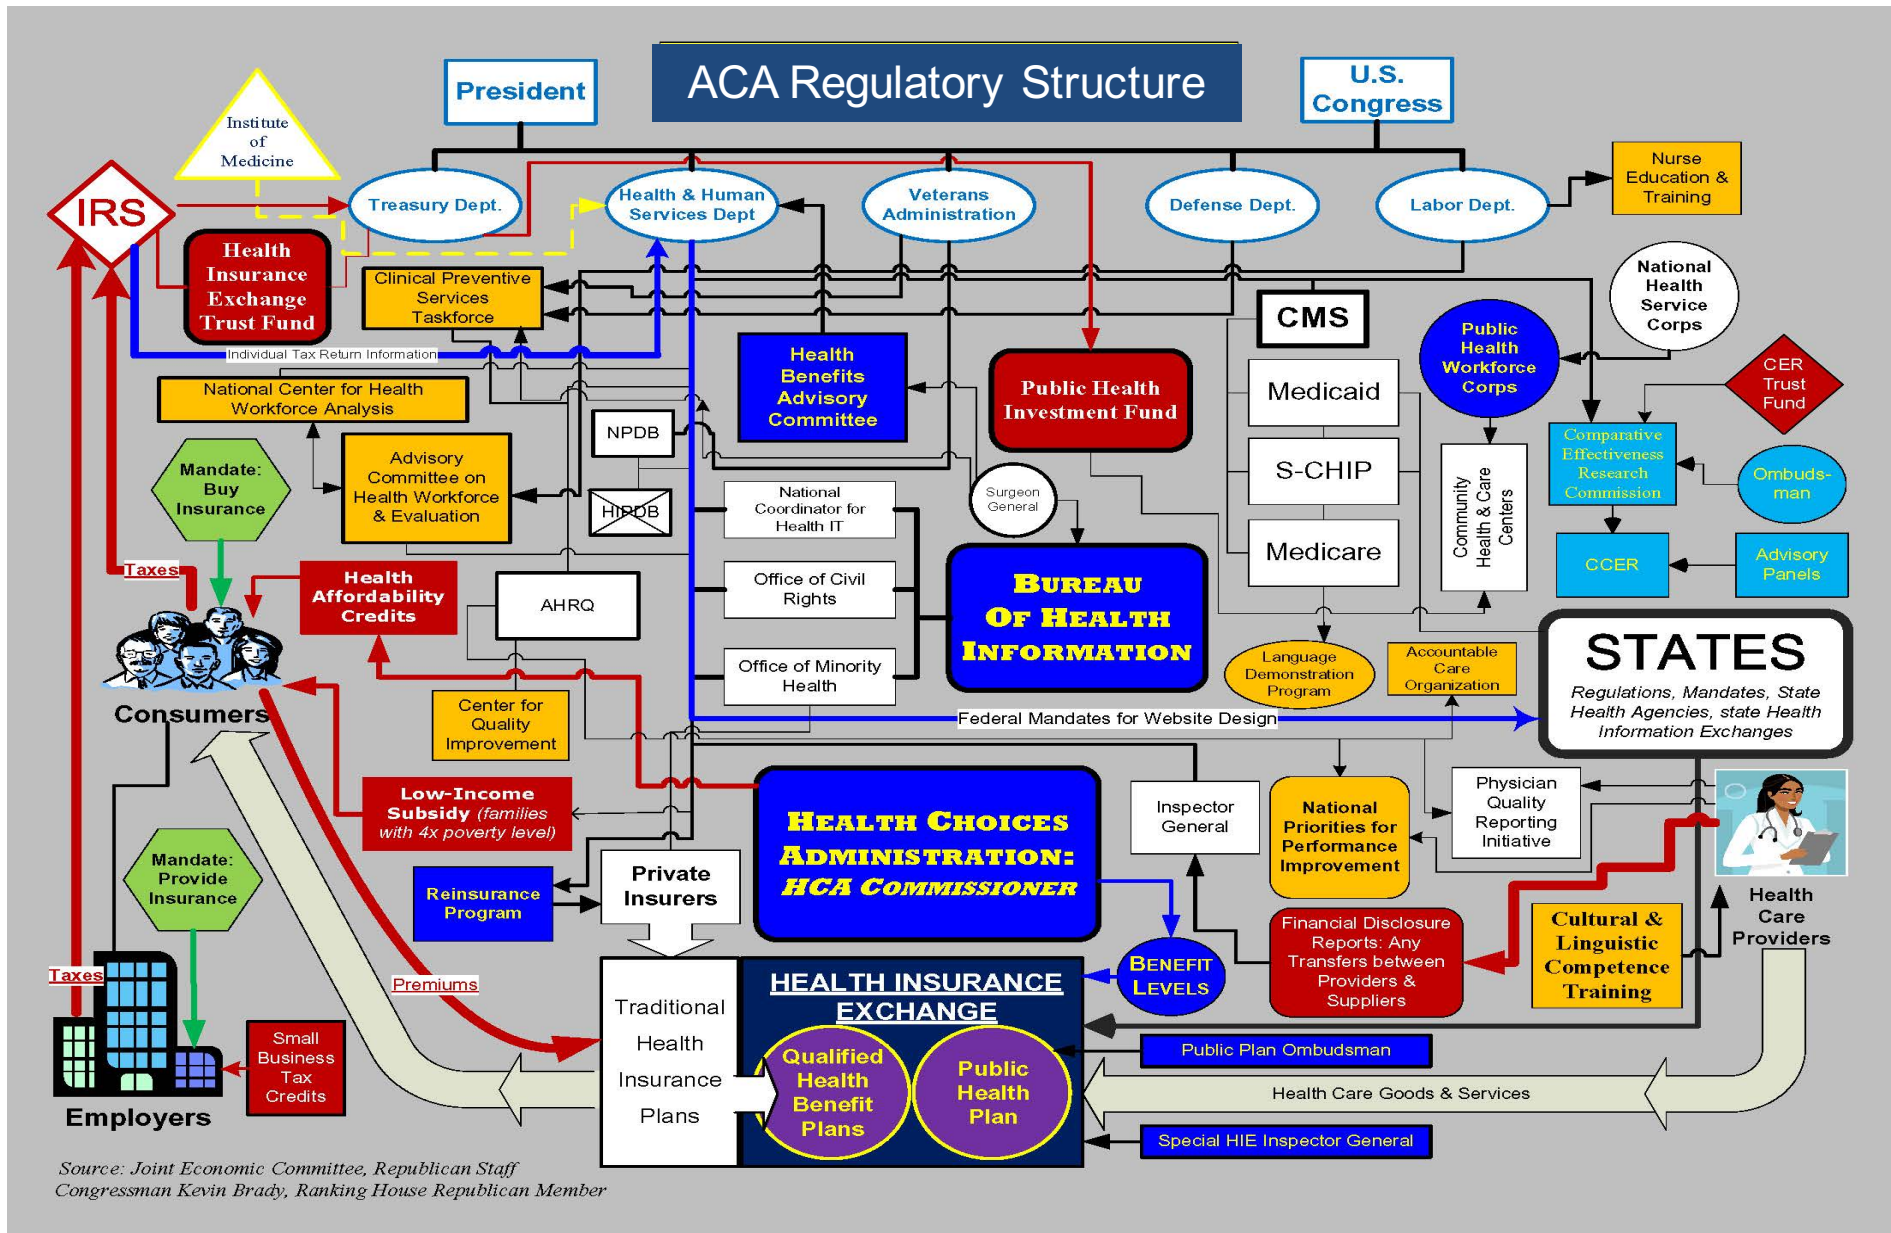 ACA Regulatory Structure
President
U.S.
Congress
Institute
of
Medicine
IRS
Treasury Dept.
Health & Human
Services Dept
Veterans
Administration
Defense Dept.
Labor Dept.
Nurse
Education &
Training
Health
Insurance
Exchange
Trust Fund
Clinical Preventive
Services
Taskforce
CMS
National
Health
Service
Corps
Public
Health
Workforce
Corps
Individual Tax Return Information
National Center for Health
Workforce Analysis
Health
Benefits
Advisory
Committee
Public Health
Investment Fund
Medicaid
CER
Trust
Fund
NPDB
Mandate:
Buy
Insurance
Advisory
Committee on
Health Workforce
& Evaluation
HIPDB
National
Coordinator for
Health IT
Surgeon
General
S-CHIP
Community
Health & Care
Centers
Comparative
Effectiveness
Research
Commission
Ombuds-
man
Taxes
Health
Affordability
Credits
AHRQ
Office of Civil
Rights
BUREAU
OF HEALTH
INFORMATION
Medicare
CCER
Advisory
Panels
Consumers
Center for
Quality
Improvement
Office of Minority
Health
Language
Demonstration
Program
Accountable
Care
Organization
STATES
Regulations, Mandates, State
Health Agencies, state Health
Information Exchanges
Federal Mandates for Website Design
Low-Income
Subsidy (families
with 4x poverty level)
HEALTH CHOICES
ADMINISTRATION:
HCA COMMISSIONER
Inspector
General
National
Priorities for
Performance
Improvement
Physician
Quality
Reporting
Initiative
Health
Care
Providers
Mandate:
Provide
Insurance
Reinsurance
Program
Private
Insurers
Financial Disclosure
Reports: Any
Transfers between
Providers &
Suppliers
Cultural &
Linguistic
Competence
Training
Taxes
Premiums
BENEFIT
LEVELS
Traditional
Health
Insurance
Plans
HEALTH INSURANCE
EXCHANGE
Qualified
Health
Benefit
Plans
Public
Health
Plan
Public Plan Ombudsman
Health Care Goods & Services
Special HIE Inspector General
Small
Business
Tax
Credits
Employers
Source: Joint Economic Committee, Republican Staff
Congressman Kevin Brady, Ranking House Republican Member